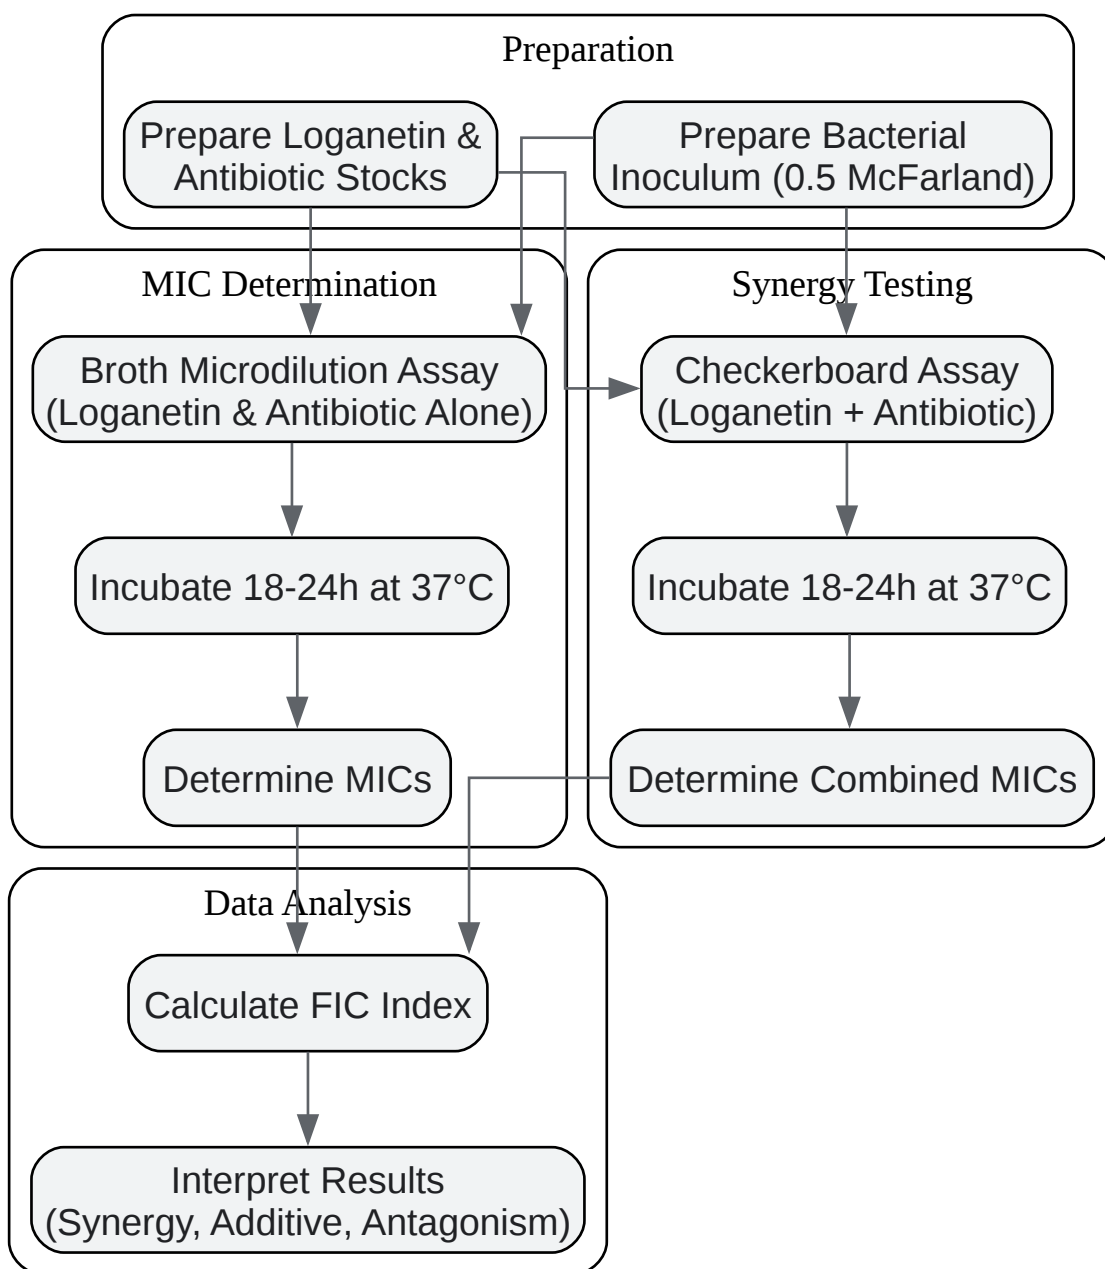 Preparation
Prepare Loganetin &
Antibiotic Stocks
Prepare Bacterial
Inoculum (0.5 McFarland)
MIC Determination
Broth Microdilution Assay
(Loganetin & Antibiotic Alone)
Incubate 18-24h at 37°C
Determine MICs
Synergy Testing
Checkerboard Assay
(Loganetin + Antibiotic)
Incubate 18-24h at 37°C
Determine Combined MICs
Data Analysis
Calculate FIC Index
Interpret Results
(Synergy, Additive, Antagonism)